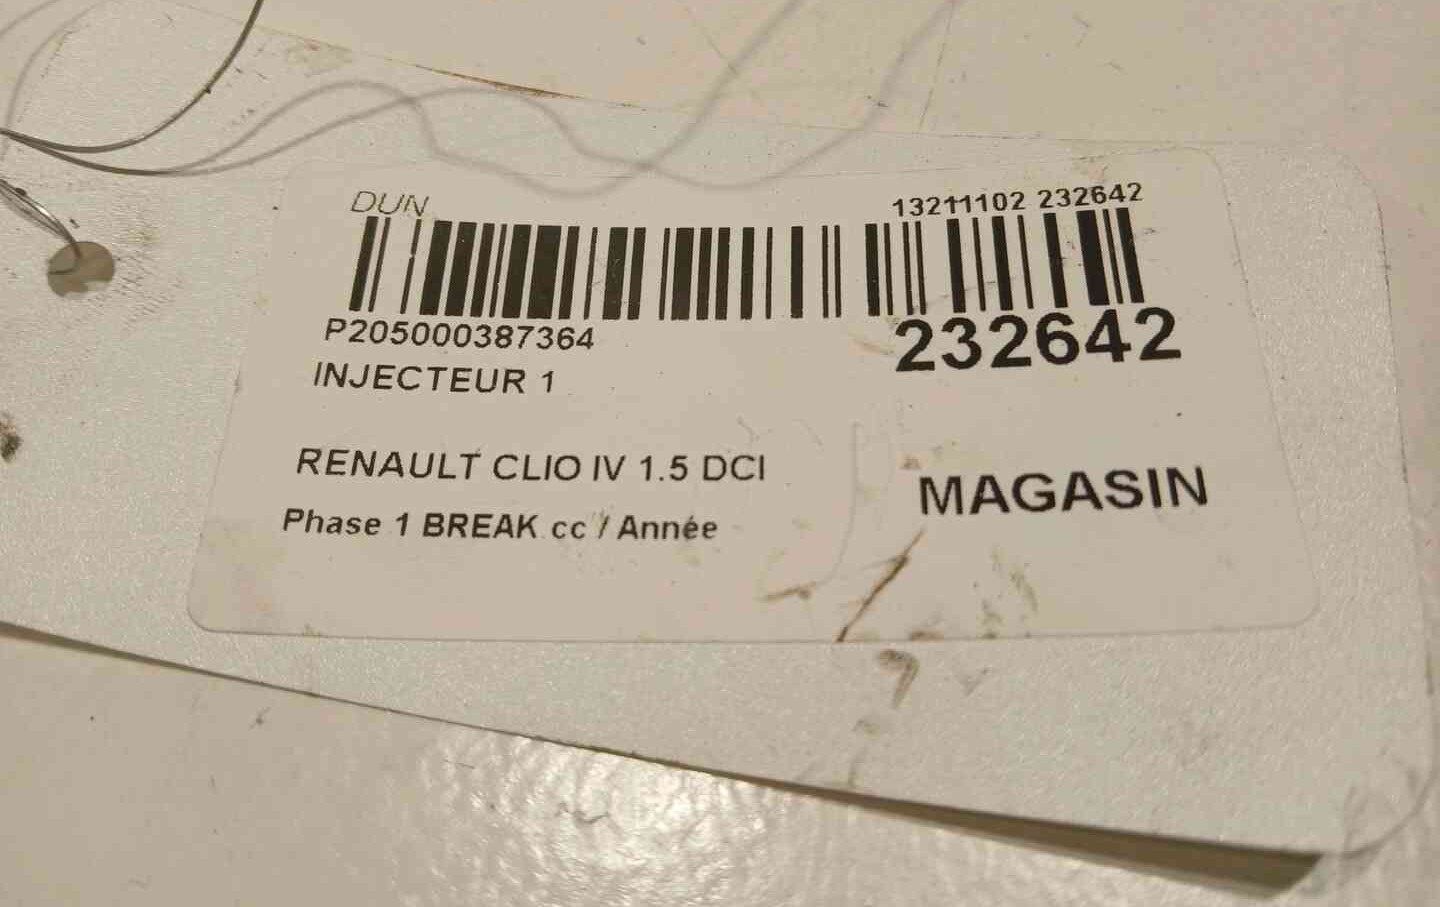 DUN 13211102 232642
P205000387364 232642
INJECTEUR 1
RENAULT CLIO IV 1.5 DCI
MAGASIN
Phase 1 BREAK cc / Année